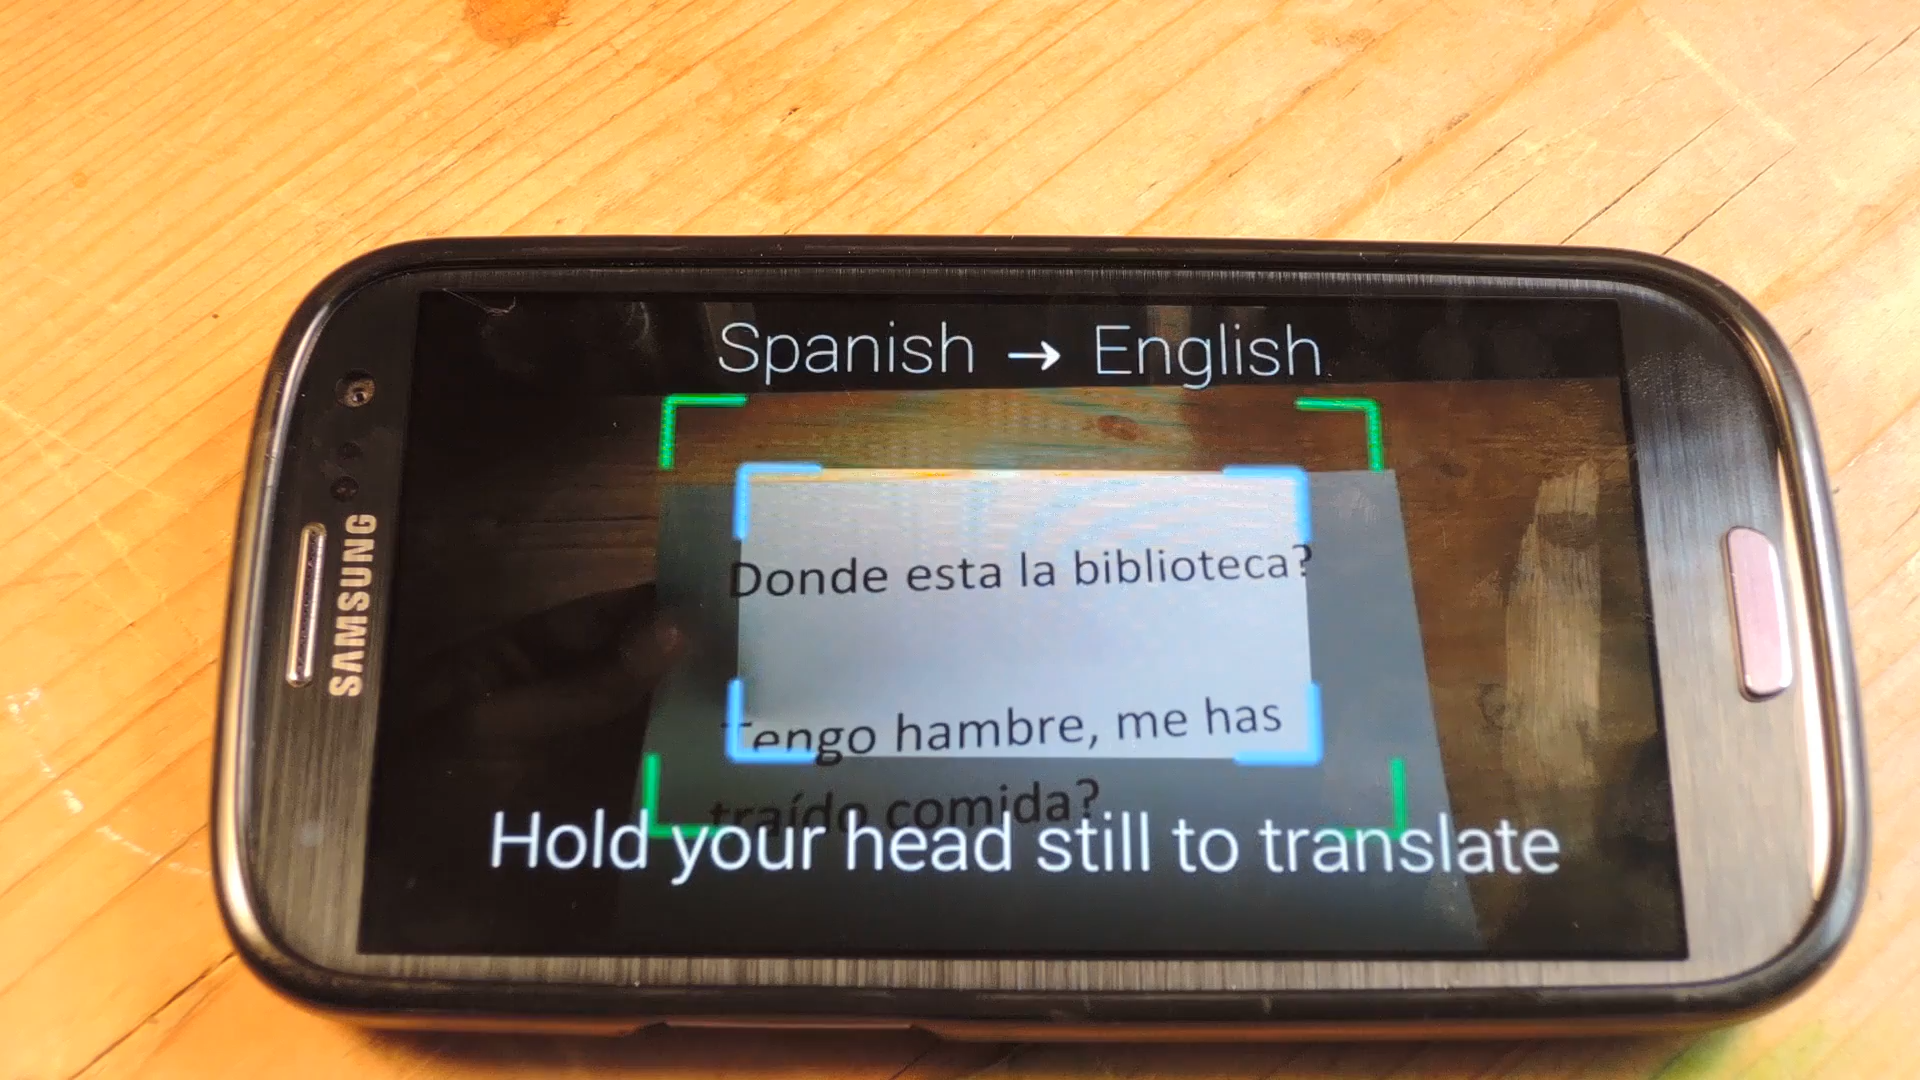 Spanish → English
Donde esta la biblioteca?
Tengo hambre, me has
traído comida?
Hold your head still to translate
SAMSUNG